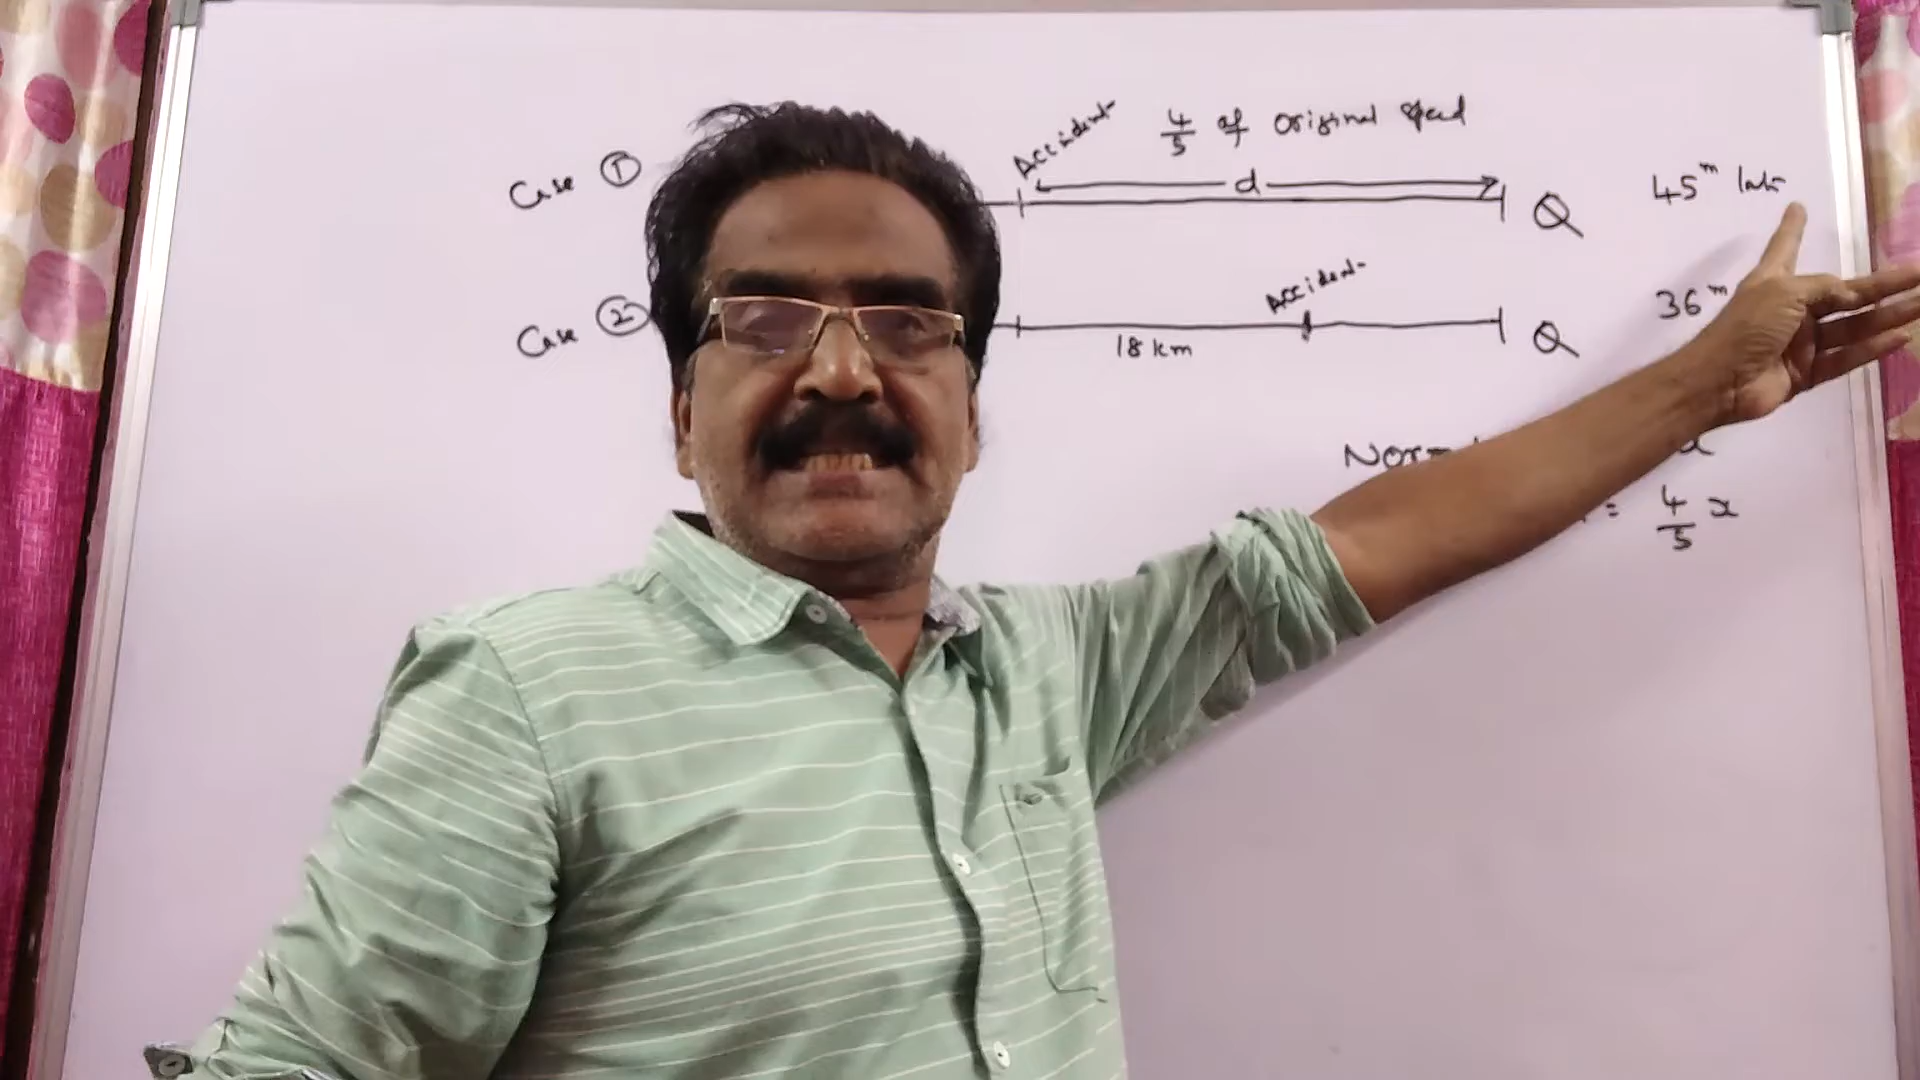 Case ① Accident 4/5 of original speed
d Q 45ᵐ late
Case ② Accident Q 36ᵐ
18 km
x
= 4/5 x